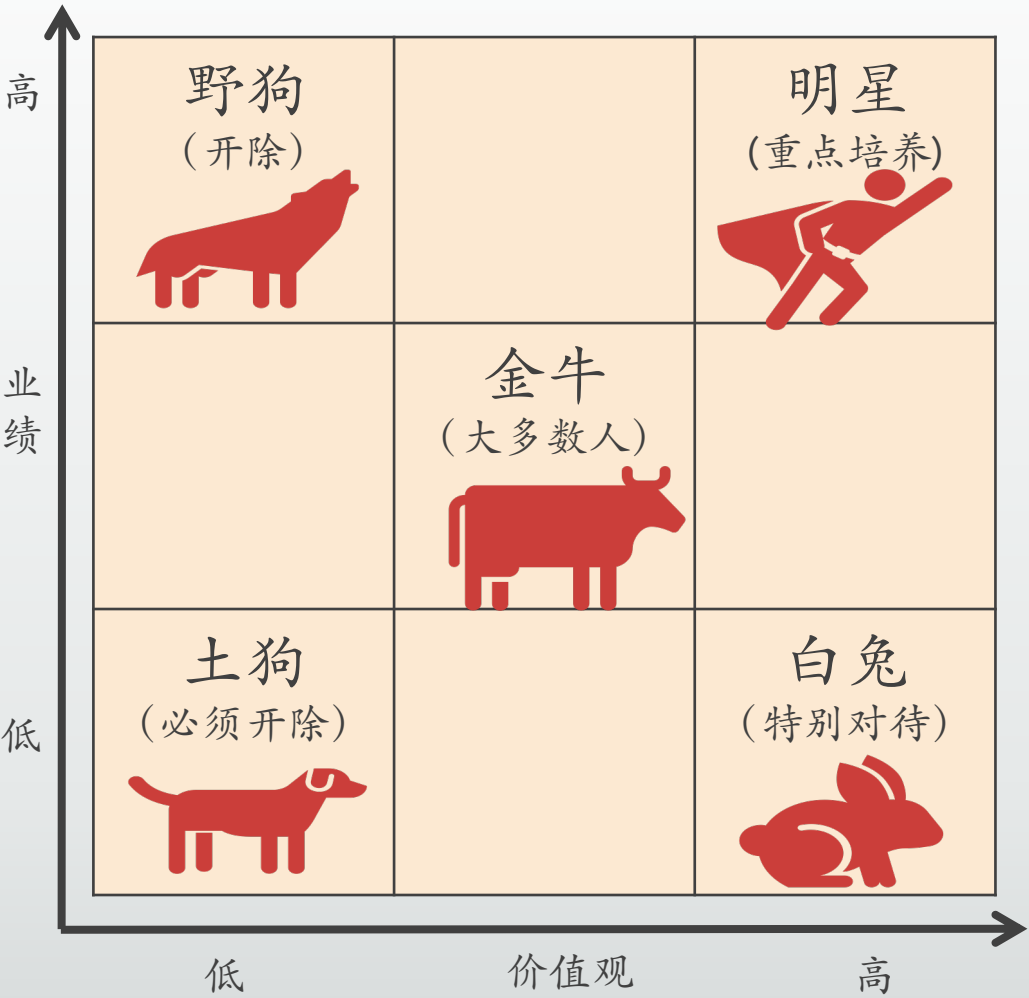 高
野狗
（开除）
明星
(重点培养)
业
绩
金牛
（大多数人）
低
土狗
（必须开除）
白兔
（特别对待）
低
价值观
高